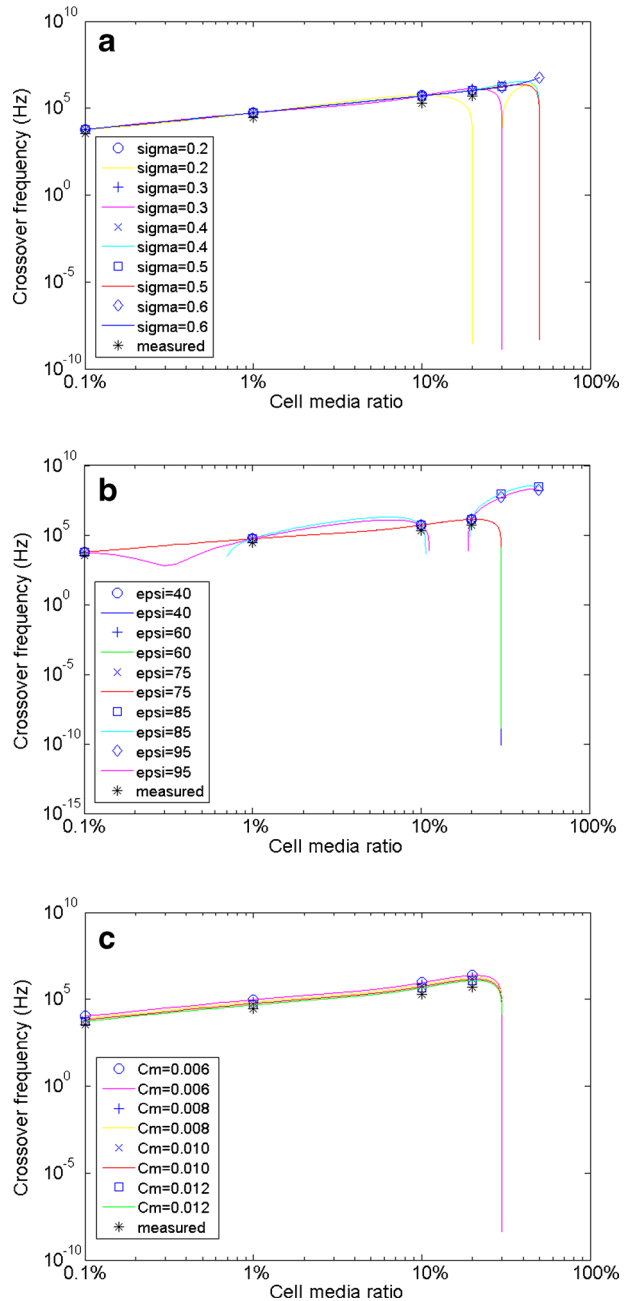 a
Crossover frequency (Hz)
10^10
10^5
10^0
10^-5
10^-10
sigma=0.2
sigma=0.2
sigma=0.3
sigma=0.3
sigma=0.4
sigma=0.4
sigma=0.5
sigma=0.5
sigma=0.6
sigma=0.6
measured
0.1% 1% 10% 100%
Cell media ratio
b
Crossover frequency (Hz)
10^10
10^5
10^0
10^-5
10^-10
10^-15
epsi=40
epsi=40
epsi=60
epsi=60
epsi=75
epsi=75
epsi=85
epsi=85
epsi=95
epsi=95
measured
0.1% 1% 10% 100%
Cell media ratio
c
Crossover frequency (Hz)
10^10
10^5
10^0
10^-5
10^-10
Cm=0.006
Cm=0.006
Cm=0.008
Cm=0.008
Cm=0.010
Cm=0.010
Cm=0.012
Cm=0.012
measured
0.1% 1% 10% 100%
Cell media ratio